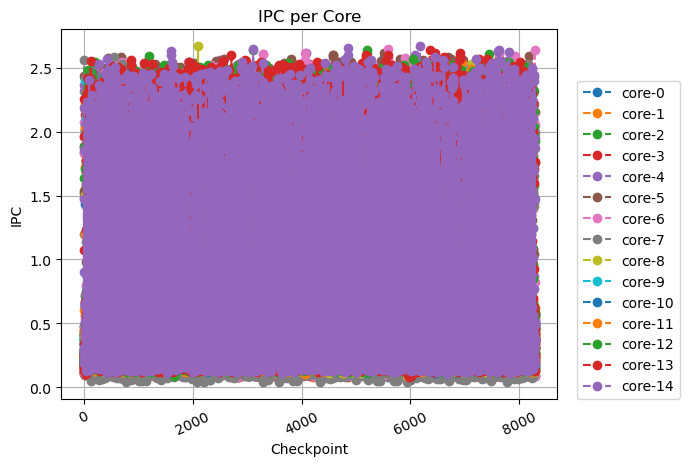 IPC per Core
IPC
2.5
2.0
1.5
1.0
0.5
0.0
0
2000
4000
6000
8000
Checkpoint
core-0
core-1
core-2
core-3
core-4
core-5
core-6
core-7
core-8
core-9
core-10
core-11
core-12
core-13
core-14